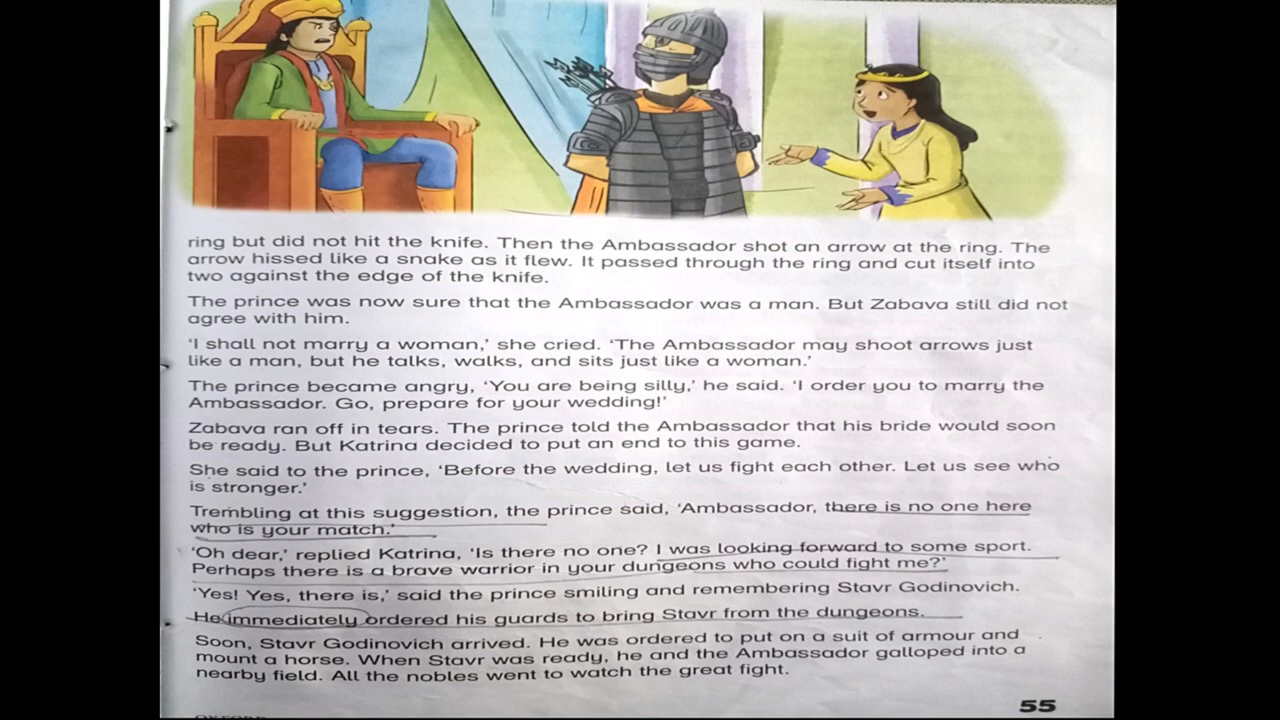 ring but did not hit the knife. Then the Ambassador shot an arrow at the ring. The
arrow hissed like a snake as it flew. It passed through the ring and cut itself into
two against the edge of the knife.
The prince was now sure that the Ambassador was a man. But Zabava still did not
agree with him.
‘I shall not marry a woman,’ she cried. ‘The Ambassador may shoot arrows just
like a man, but he talks, walks, and sits just like a woman.’
The prince became angry, ‘You are being silly,’ he said. ‘I order you to marry the
Ambassador. Go, prepare for your wedding!’
Zabava ran off in tears. The prince told the Ambassador that his bride would soon
be ready. But Katrina decided to put an end to this game.
She said to the prince, ‘Before the wedding, let us fight each other. Let us see who
is stronger.’
Trembling at this suggestion, the prince said, ‘Ambassador, there is no one here
who is your match.’
‘Oh dear,’ replied Katrina, ‘Is there no one? I was looking forward to some sport.
Perhaps there is a brave warrior in your dungeons who could fight me?’
‘Yes! Yes, there is,’ said the prince smiling and remembering Stavr Godinovich.
He immediately ordered his guards to bring Stavr from the dungeons.
Soon, Stavr Godinovich arrived. He was ordered to put on a suit of armour and
mount a horse. When Stavr was ready, he and the Ambassador galloped into a
nearby field. All the nobles went to watch the great fight.
55